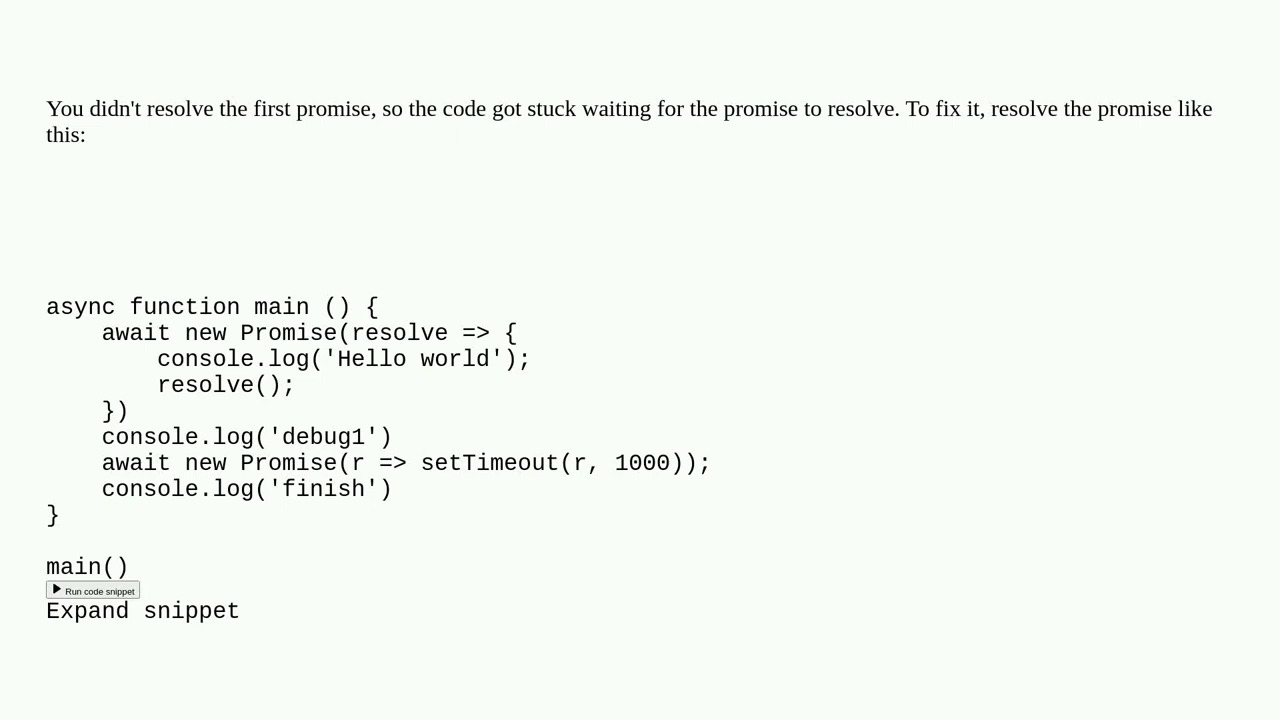 You didn't resolve the first promise, so the code got stuck waiting for the promise to resolve. To fix it, resolve the promise like
this:
async function main () {
    await new Promise(resolve => {
        console.log('Hello world');
        resolve();
    })
    console.log('debug1')
    await new Promise(r => setTimeout(r, 1000));
    console.log('finish')
}
main()
Run code snippet
Expand snippet